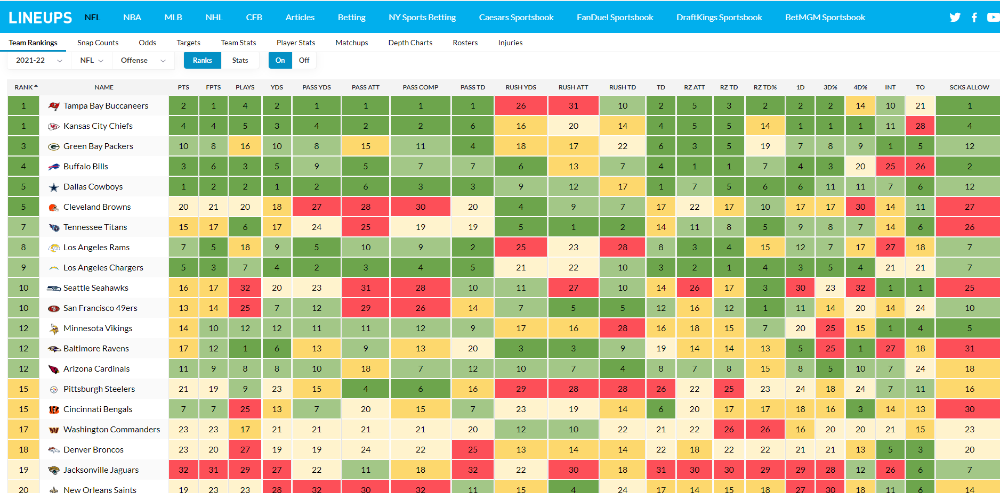 LINEUPS NFL NBA MLB NHL CFB Articles Betting NY Sports Betting Caesars Sportsbook FanDuel Sportsbook DraftKings Sportsbook BetMGM Sportsbook
Team Rankings Snap Counts Odds Targets Team Stats Player Stats Matchups Depth Charts Rosters Injuries
2021-22 NFL Offense Ranks Stats On Off
RANK NAME PTS FPTS PLAYS YDS PASS YDS PASS ATT PASS COMP PASS TD RUSH YDS RUSH ATT RUSH TD TD RZ ATT RZ TD RZ TD% 1D 3D% 4D% INT TO SCKS ALLOW
1 Tampa Bay Buccaneers 2 1 4 2 1 1 1 1 26 31 10 2 5 3 2 2 2 14 10 21 1
1 Kansas City Chiefs 4 4 5 3 4 2 2 6 16 20 14 4 5 5 14 1 1 1 11 28 4
3 Green Bay Packers 10 8 16 10 8 15 11 4 18 17 22 6 3 5 19 7 8 9 1 5 12
4 Buffalo Bills 3 6 3 5 9 5 7 7 6 13 7 4 1 1 7 4 3 20 25 26 2
5 Dallas Cowboys 1 2 2 1 2 6 3 3 9 12 17 1 7 5 6 6 11 11 7 6 12
5 Cleveland Browns 20 21 20 18 27 28 30 20 4 9 7 17 22 17 10 17 17 30 14 11 27
7 Tennessee Titans 15 17 6 17 24 25 19 19 5 1 2 14 11 8 5 9 8 7 14 6 26
8 Los Angeles Rams 7 5 18 9 5 10 9 2 25 23 28 8 3 4 15 12 7 17 27 18 7
9 Los Angeles Chargers 5 3 7 4 2 3 4 5 21 22 10 3 2 1 4 3 5 4 21 21 7
10 Seattle Seahawks 16 17 32 20 23 31 28 10 11 27 10 14 26 17 3 30 23 32 1 1 25
10 San Francisco 49ers 13 14 25 7 12 29 26 14 7 5 5 12 16 12 1 11 14 20 14 24 10
12 Minnesota Vikings 14 10 12 12 11 11 12 9 17 16 28 16 18 15 7 20 25 15 1 4 5
12 Baltimore Ravens 17 12 1 6 13 9 13 20 3 3 9 19 14 14 13 5 25 1 27 18 31
12 Arizona Cardinals 11 9 8 8 10 18 7 12 10 7 4 8 7 8 15 8 5 10 7 24 18
15 Pittsburgh Steelers 21 19 9 23 15 4 6 16 29 28 28 26 22 25 23 24 18 24 7 11 16
15 Cincinnati Bengals 7 7 25 13 7 20 15 7 23 19 14 6 20 17 17 18 16 3 14 13 30
17 Washington Commanders 23 23 17 21 21 21 21 20 12 10 22 21 22 26 26 16 20 20 21 15 23
18 Denver Broncos 23 20 27 19 19 24 22 25 13 14 14 22 18 22 22 21 21 13 5 3 20
19 Jacksonville Jaguars 32 31 29 27 22 11 18 32 22 30 18 31 30 30 29 29 28 12 26 6 7
20 New Orleans Saints 19 23 23 28 32 30 32 11 15 4 24 17 14 15 18 27 30 18 11 6 14